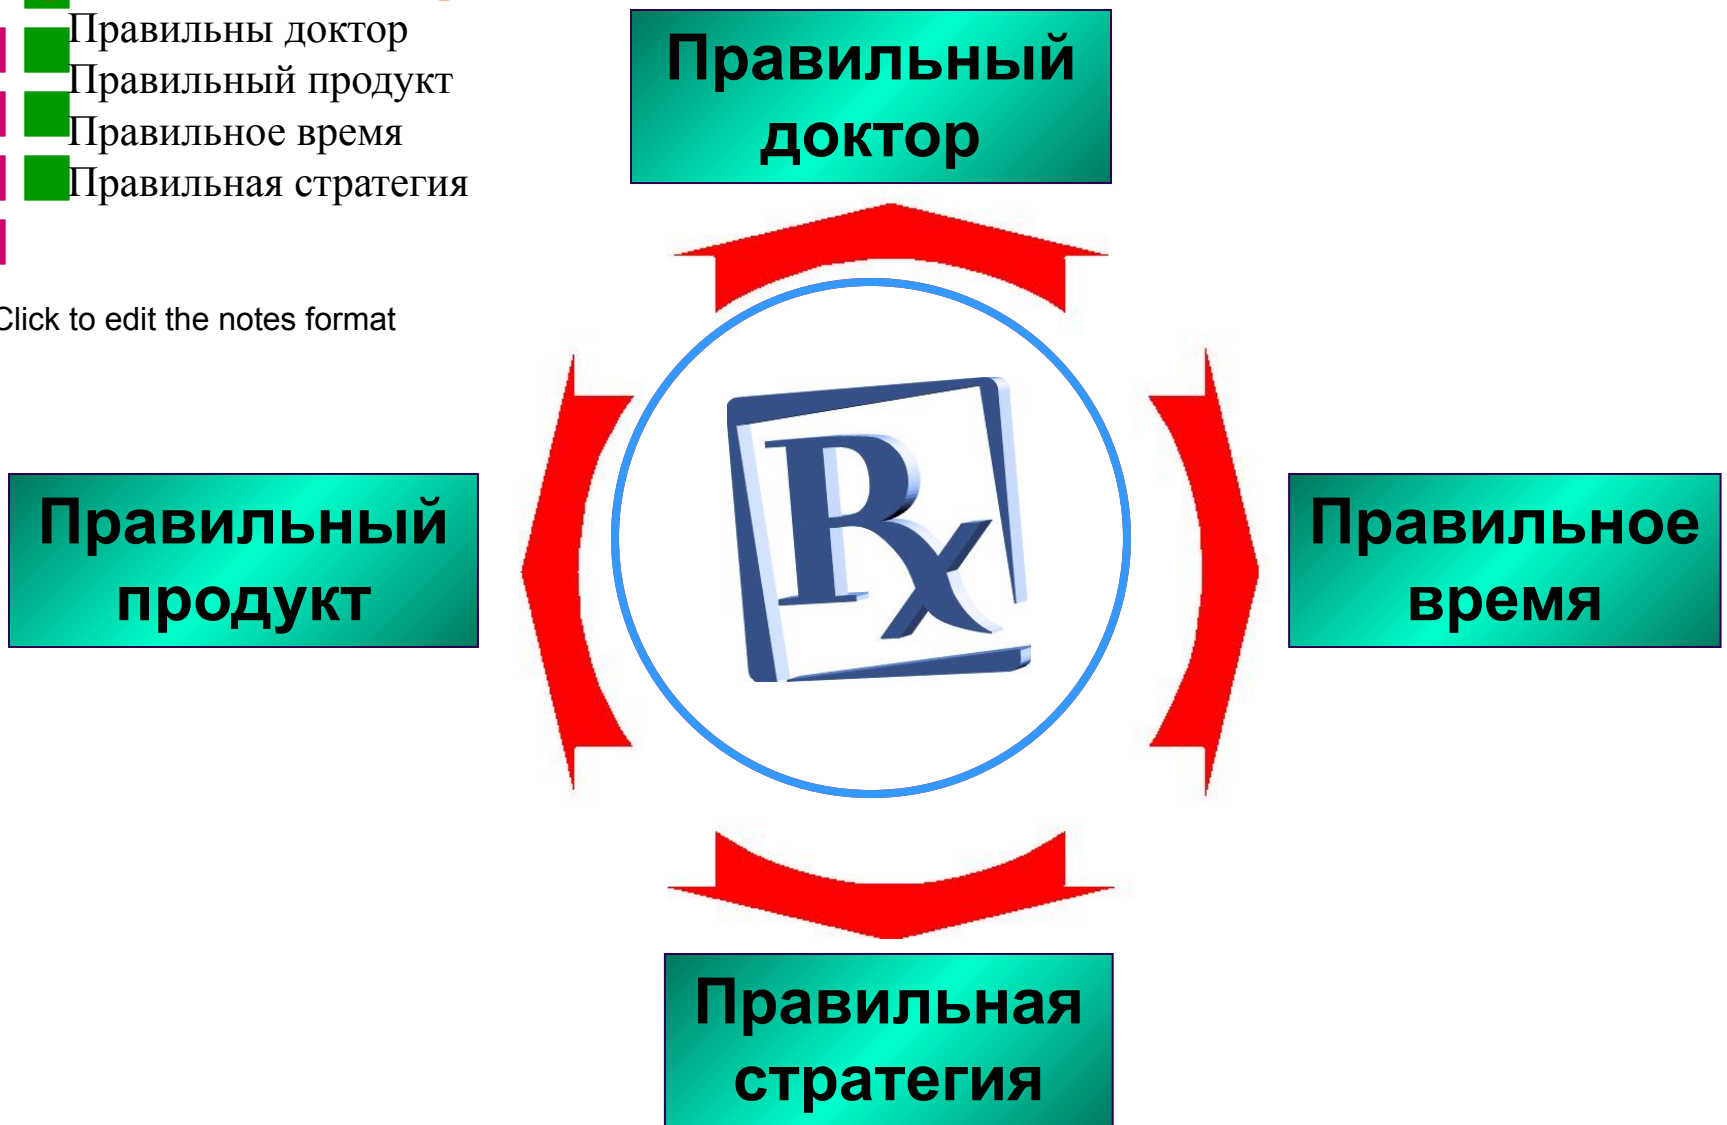 Правильны доктор
Правильный продукт
Правильное время
Правильная стратегия
Click to edit the notes format
Правильный
доктор
Rx
Правильный
продукт
Правильное
время
Правильная
стратегия